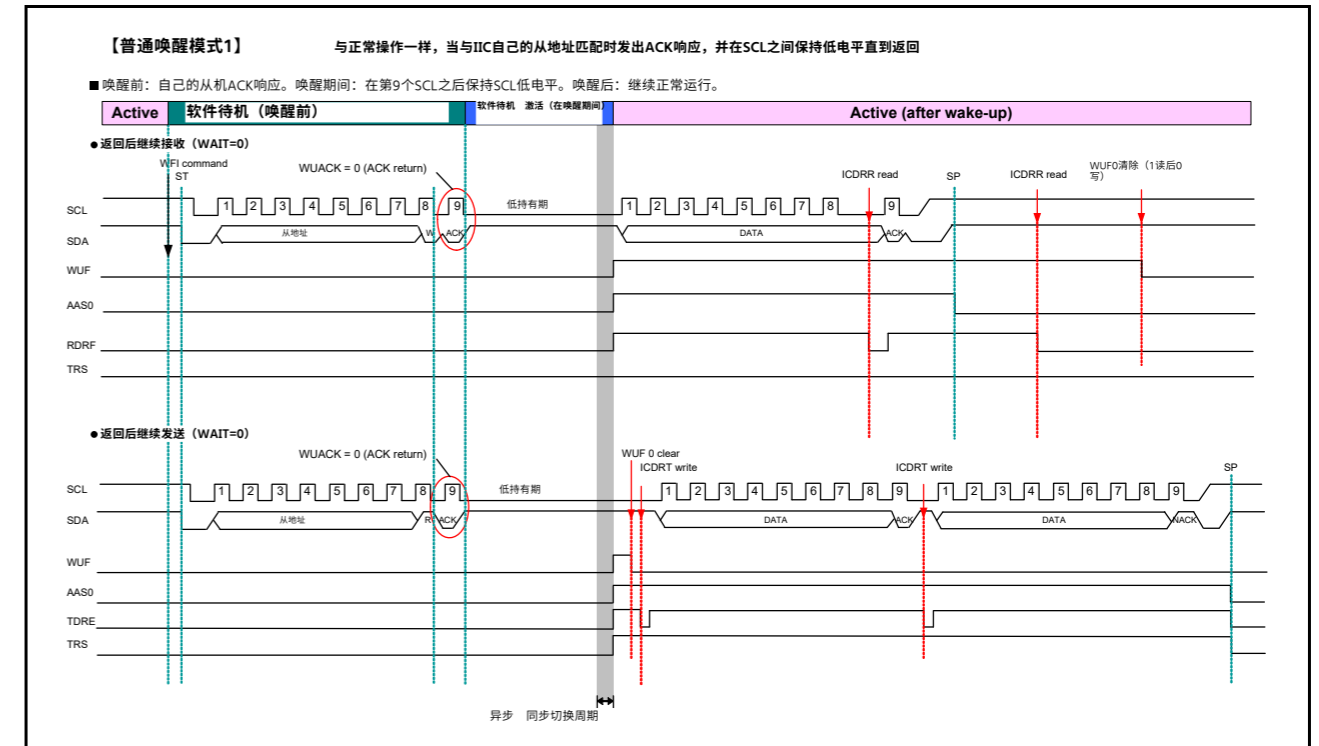 【普通唤醒模式1】 与正常操作一样，当与IIC自己的从地址匹配时发出ACK响应，并在SCL之间保持低电平直到返回
■ 唤醒前：自己的从机ACK响应。唤醒期间：在第9个SCL之后保持SCL低电平。唤醒后：继续正常运行。
Active 软件待机（唤醒前） 软件待机 激活（在唤醒期间） Active (after wake-up)
● 返回后继续接收（WAIT=0）
WFI command
ST
WUACK = 0 (ACK return)
ICDRR read SP ICDRR read
WUF0清除（1读后0
写）
SCL 1 2 3 4 5 6 7 8 9 低持有期 1 2 3 4 5 6 7 8 9
SDA 从地址 W ACK DATA ACK
WUF
AAS0
RDRF
TRS
● 返回后继续发送（WAIT=0）
WUACK = 0 (ACK return)
WUF 0 clear
ICDRT write ICDRT write SP
SCL 1 2 3 4 5 6 7 8 9 低持有期 1 2 3 4 5 6 7 8 9 1 2 3 4 5 6 7 8 9
SDA 从地址 R ACK DATA ACK DATA NACK
WUF
AAS0
TDRE
TRS
异步 同步切换周期